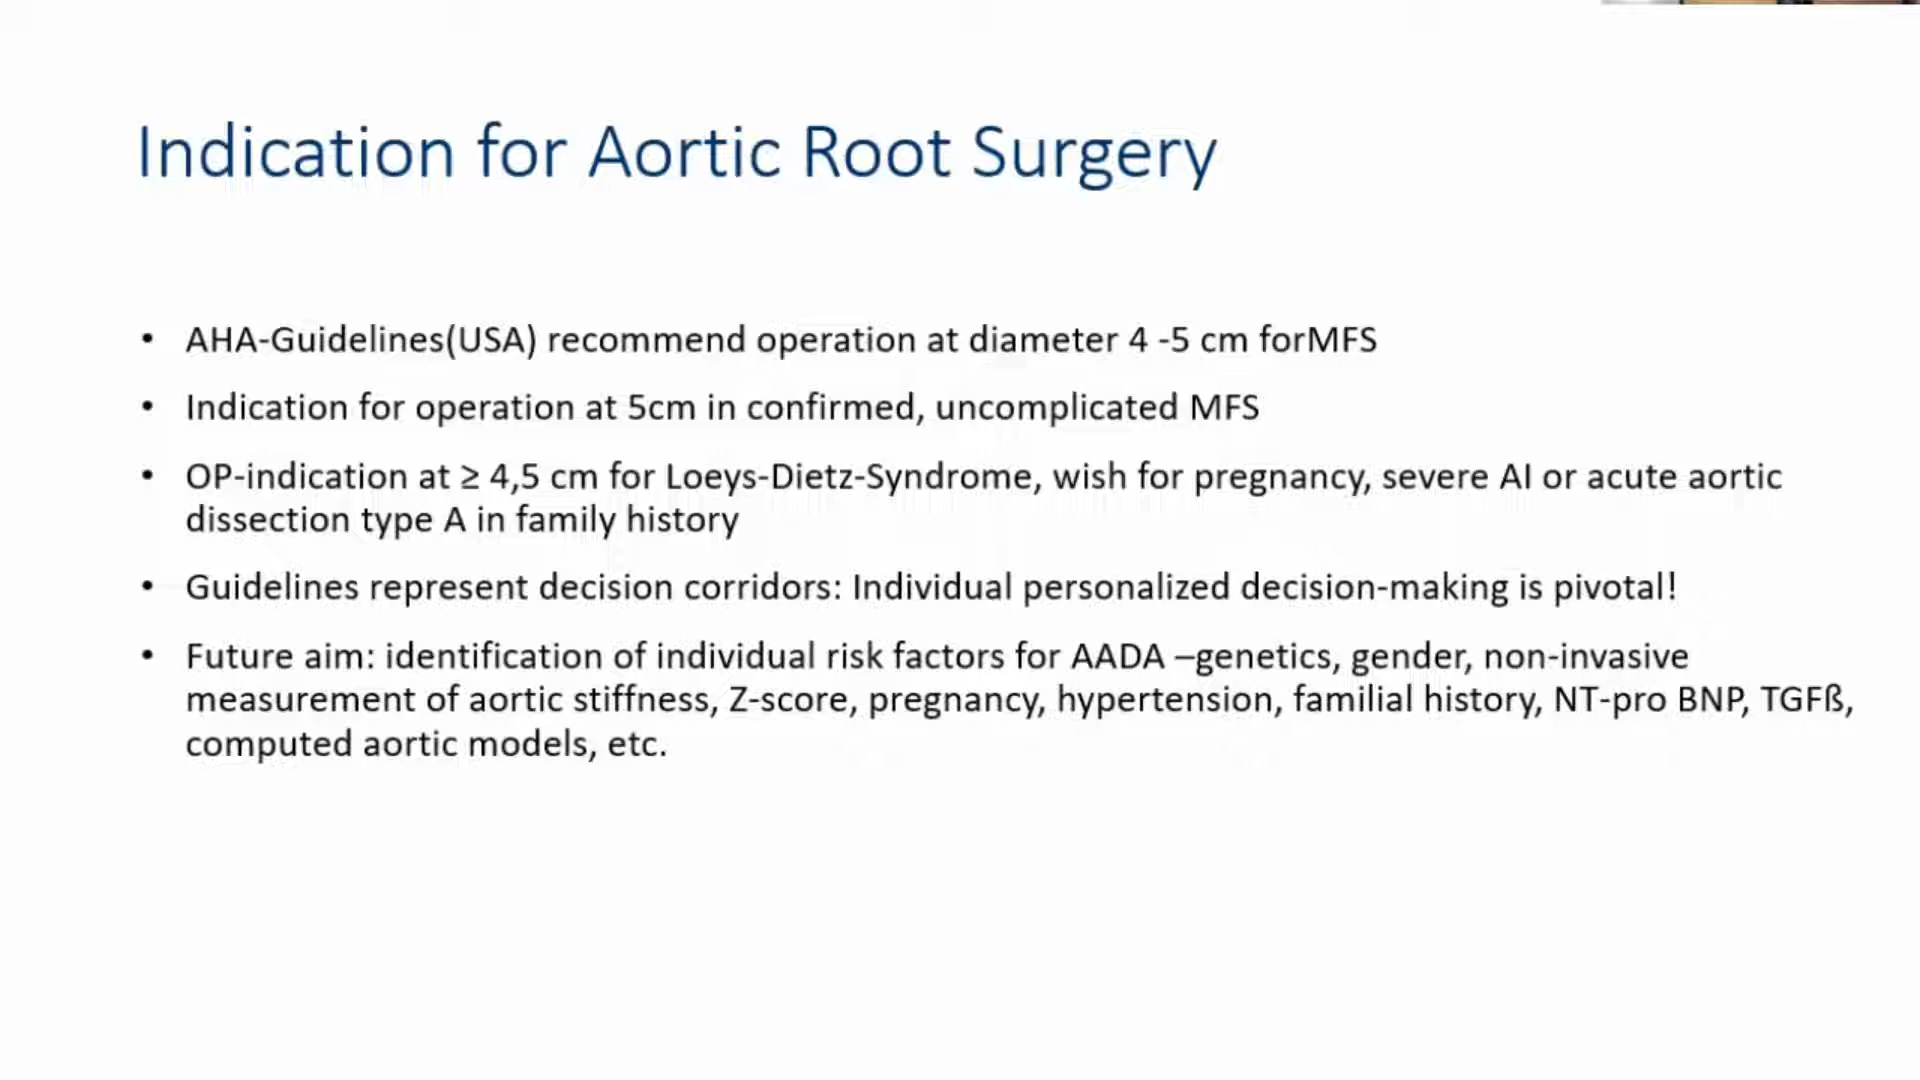 Indication for Aortic Root Surgery
• AHA-Guidelines(USA) recommend operation at diameter 4 -5 cm forMFS
• Indication for operation at 5cm in confirmed, uncomplicated MFS
• OP-indication at ≥ 4,5 cm for Loeys-Dietz-Syndrome, wish for pregnancy, severe AI or acute aortic
dissection type A in family history
• Guidelines represent decision corridors: Individual personalized decision-making is pivotal!
• Future aim: identification of individual risk factors for AADA –genetics, gender, non-invasive
measurement of aortic stiffness, Z-score, pregnancy, hypertension, familial history, NT-pro BNP, TGFß,
computed aortic models, etc.